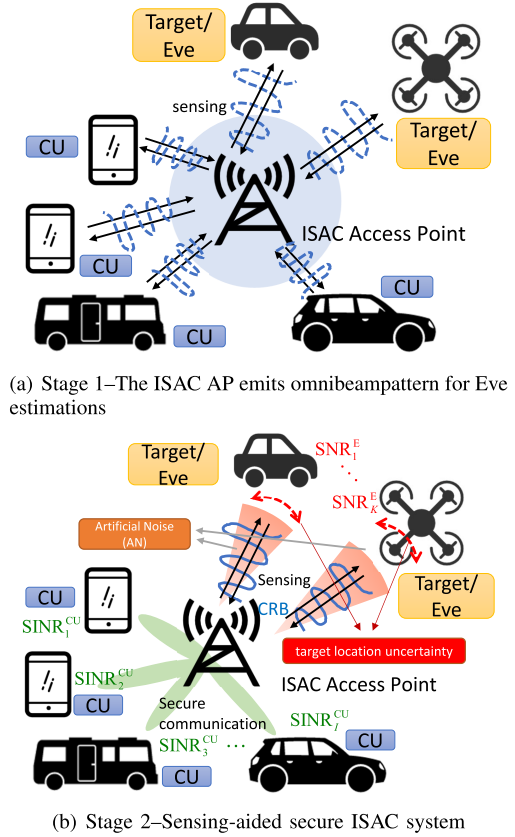 Target/
Eve
sensing
Target/
Eve
CU
CU
ISAC Access Point
CU
CU
(a) Stage 1–The ISAC AP emits omnibeampattern for Eve
estimations
Target/
Eve
SNR₁ᴱ
⋱
SNR_K^E
Artificial Noise
(AN)
Sensing
CRB
Target/
Eve
CU
SINR₁^CU
target location uncertainty
SINR₂^CU
CU
ISAC Access Point
Secure
communication
SINR₃^CU ⋯ SINR_I^CU
CU
CU
(b) Stage 2–Sensing-aided secure ISAC system